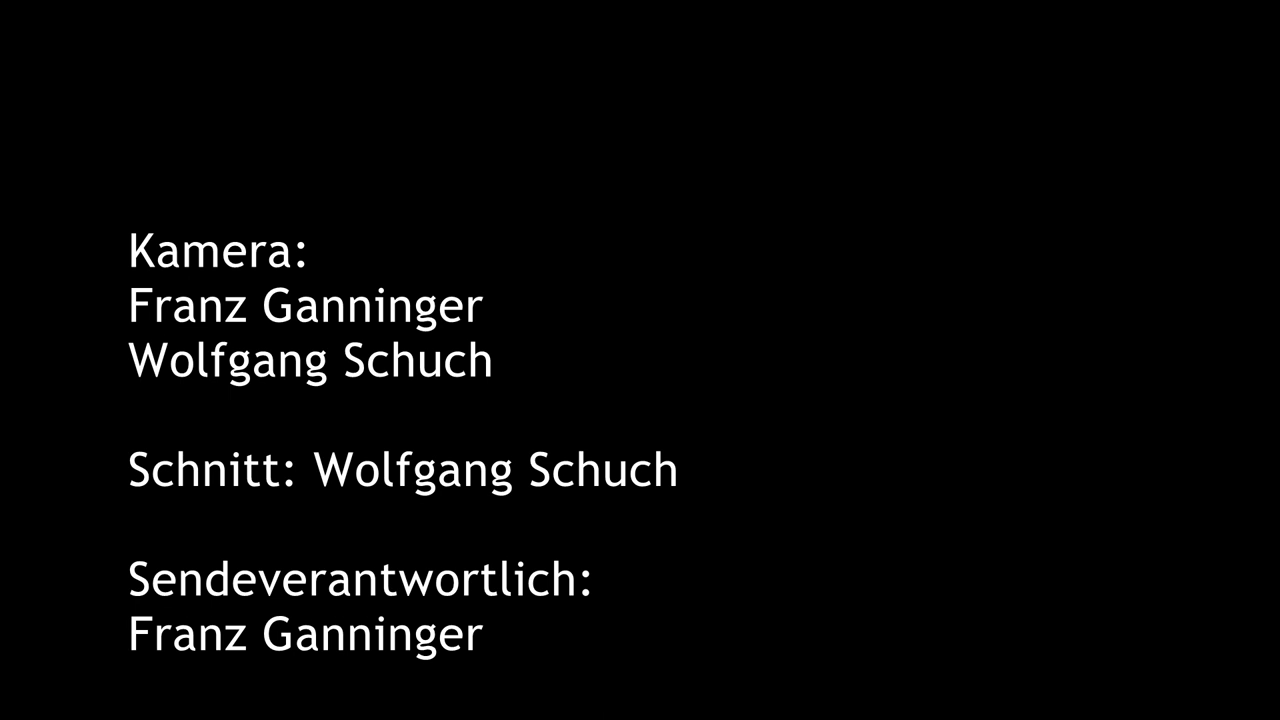 Kamera:
Franz Ganninger
Wolfgang Schuch
Schnitt: Wolfgang Schuch
Sendeverantwortlich:
Franz Ganninger